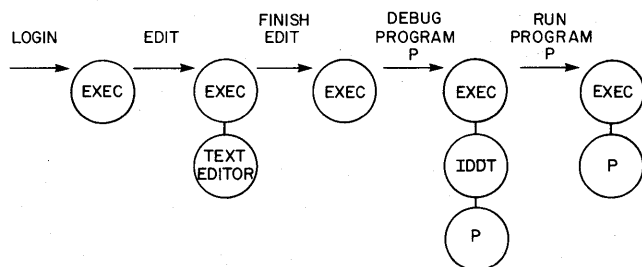 LOGIN
EDIT
FINISH
EDIT
DEBUG
PROGRAM
P
RUN
PROGRAM
P
EXEC
EXEC
EXEC
EXEC
EXEC
TEXT
EDITOR
IDDT
P
P